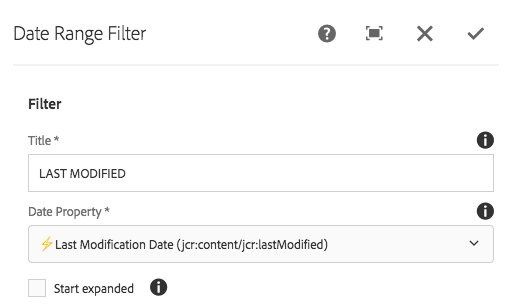 Date Range Filter
Filter
Title *
LAST MODIFIED
Date Property *
⚡Last Modification Date (jcr:content/jcr:lastModified)
Start expanded